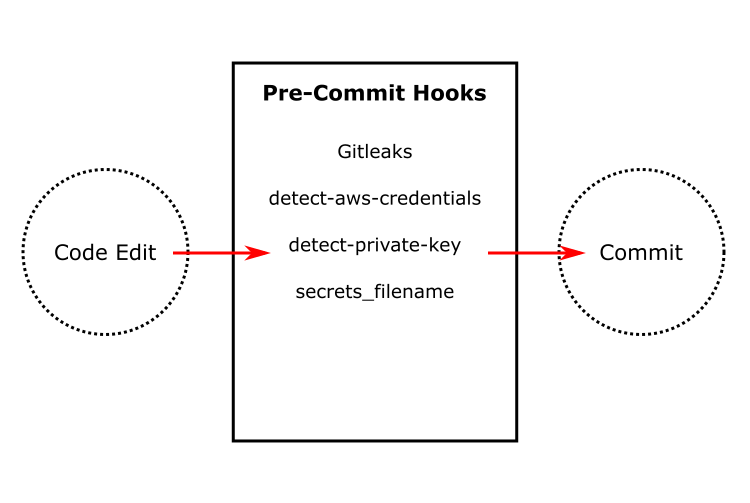 Pre-Commit Hooks
Gitleaks
detect-aws-credentials
detect-private-key
secrets_filename
Code Edit
Commit